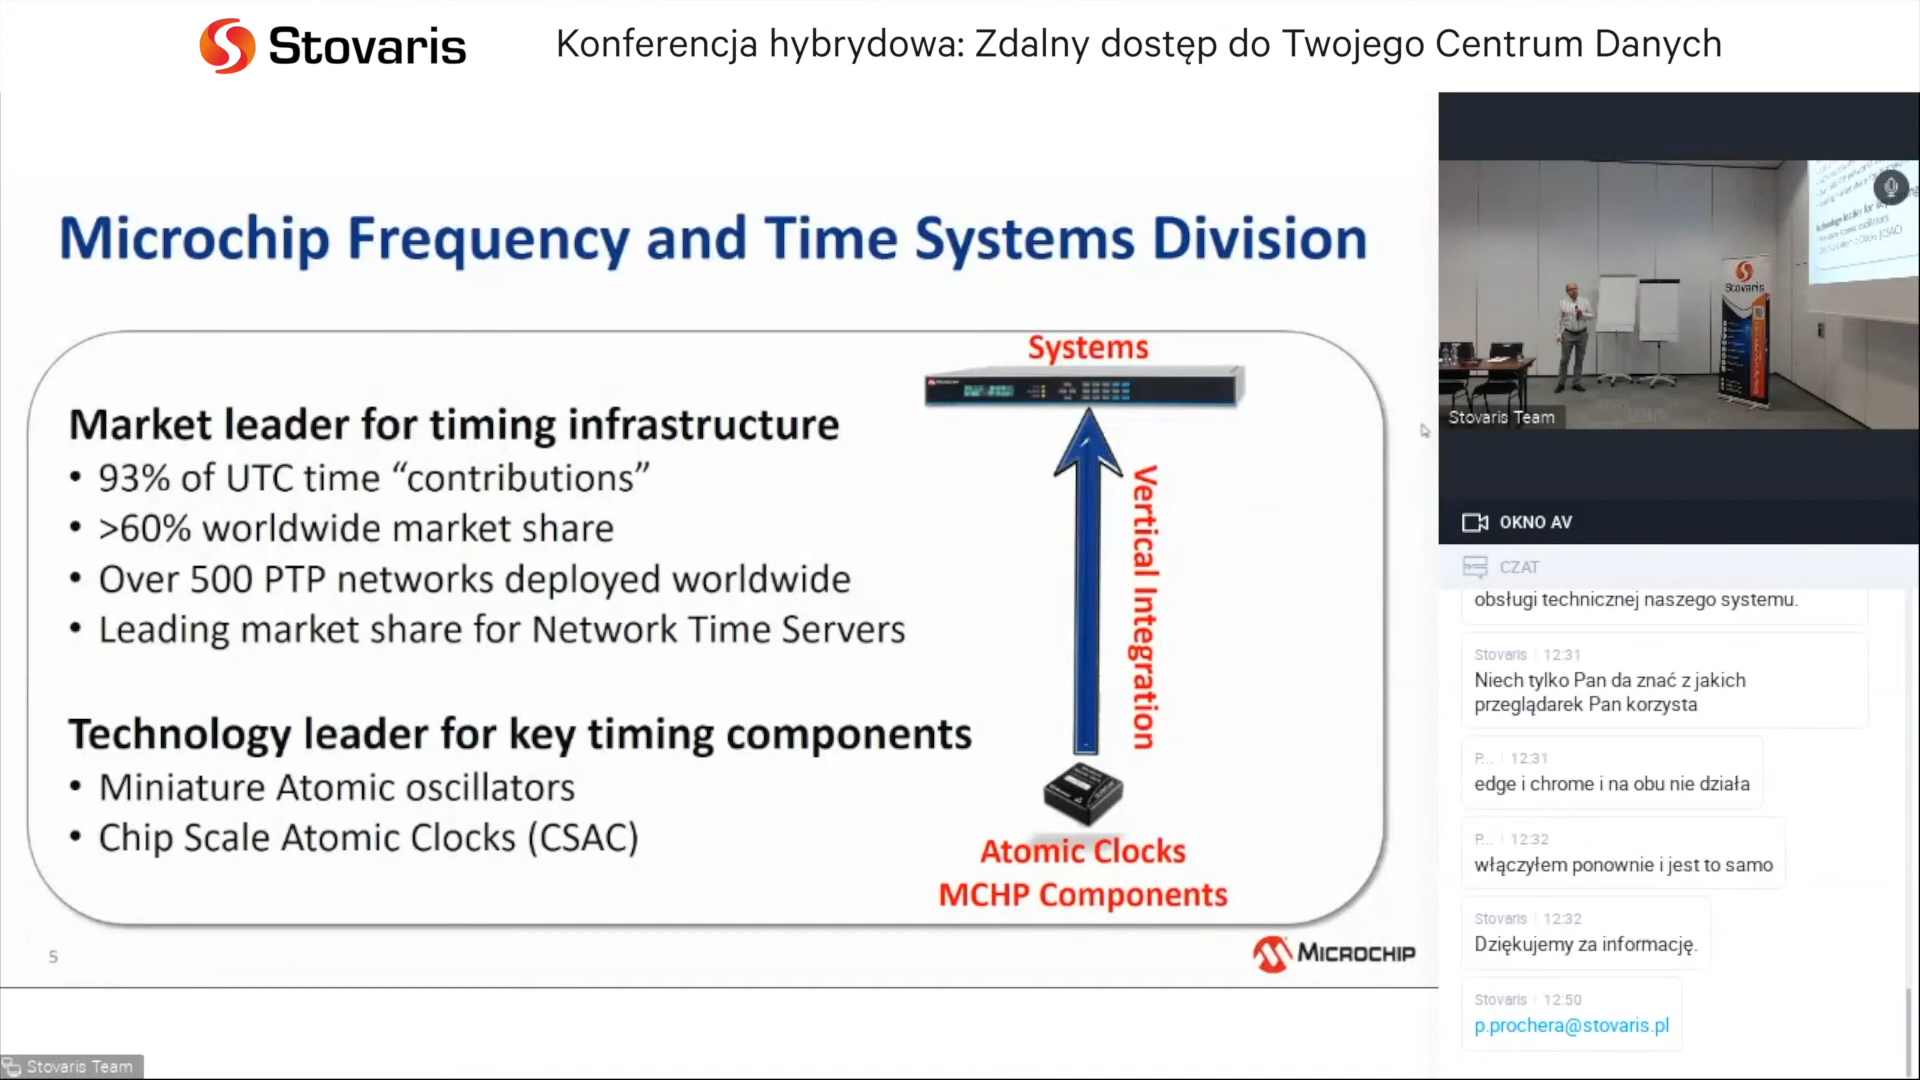 Stovaris
Konferencja hybrydowa: Zdalny dostęp do Twojego Centrum Danych
Microchip Frequency and Time Systems Division
Market leader for timing infrastructure
• 93% of UTC time “contributions”
• >60% worldwide market share
• Over 500 PTP networks deployed worldwide
• Leading market share for Network Time Servers
Technology leader for key timing components
• Miniature Atomic oscillators
• Chip Scale Atomic Clocks (CSAC)
Systems
Vertical Integration
Atomic Clocks
MCHP Components
5
MICROCHIP
Stovaris Team
Stovaris
Stovaris Team
OKNO AV
CZAT
obsługi technicznej naszego systemu.
Stovaris 12:31
Niech tylko Pan da znać z jakich
przeglądarek Pan korzysta
P... 12:31
edge i chrome i na obu nie działa
P... 12:32
włączyłem ponownie i jest to samo
Stovaris 12:32
Dziękujemy za informację.
Stovaris 12:50
p.prochera@stovaris.pl